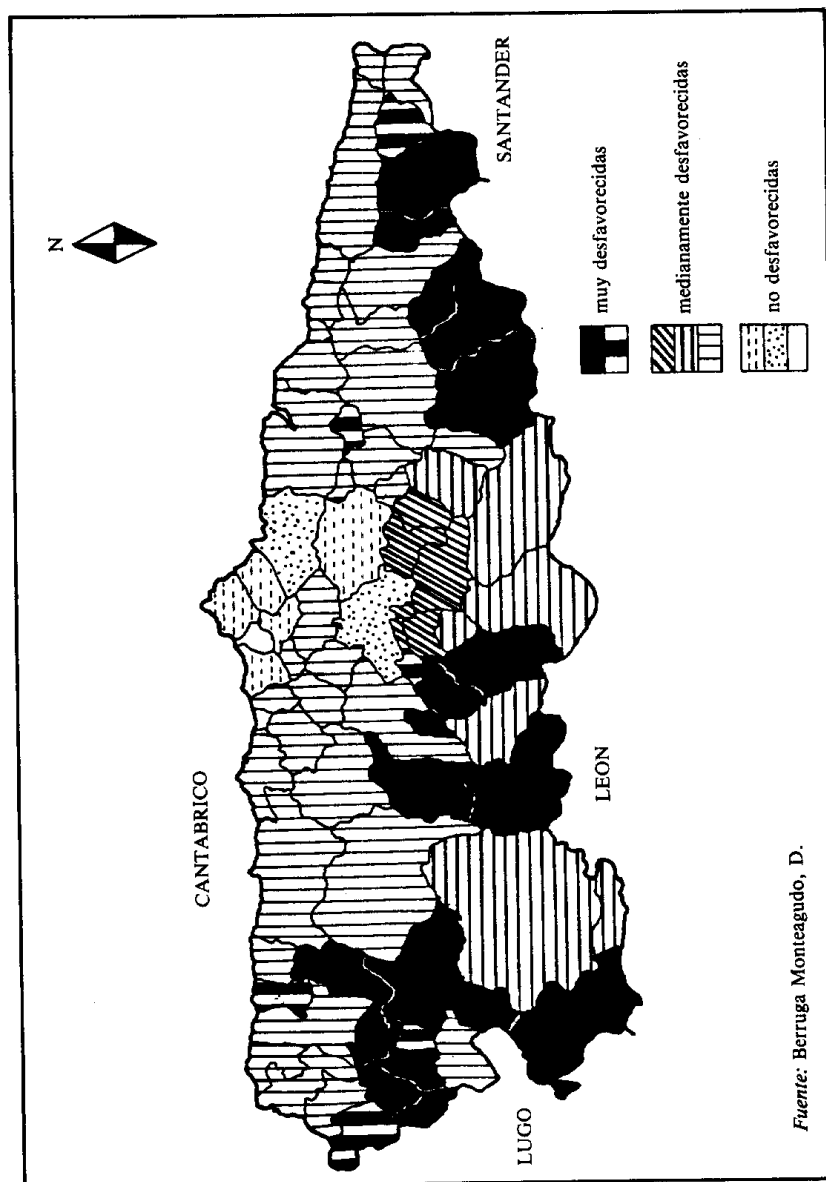 N
CANTABRICO
SANTANDER
LEON
LUGO
muy desfavorecidas
medianamente desfavorecidas
no desfavorecidas
Fuente: Berruga Monteagudo, D.